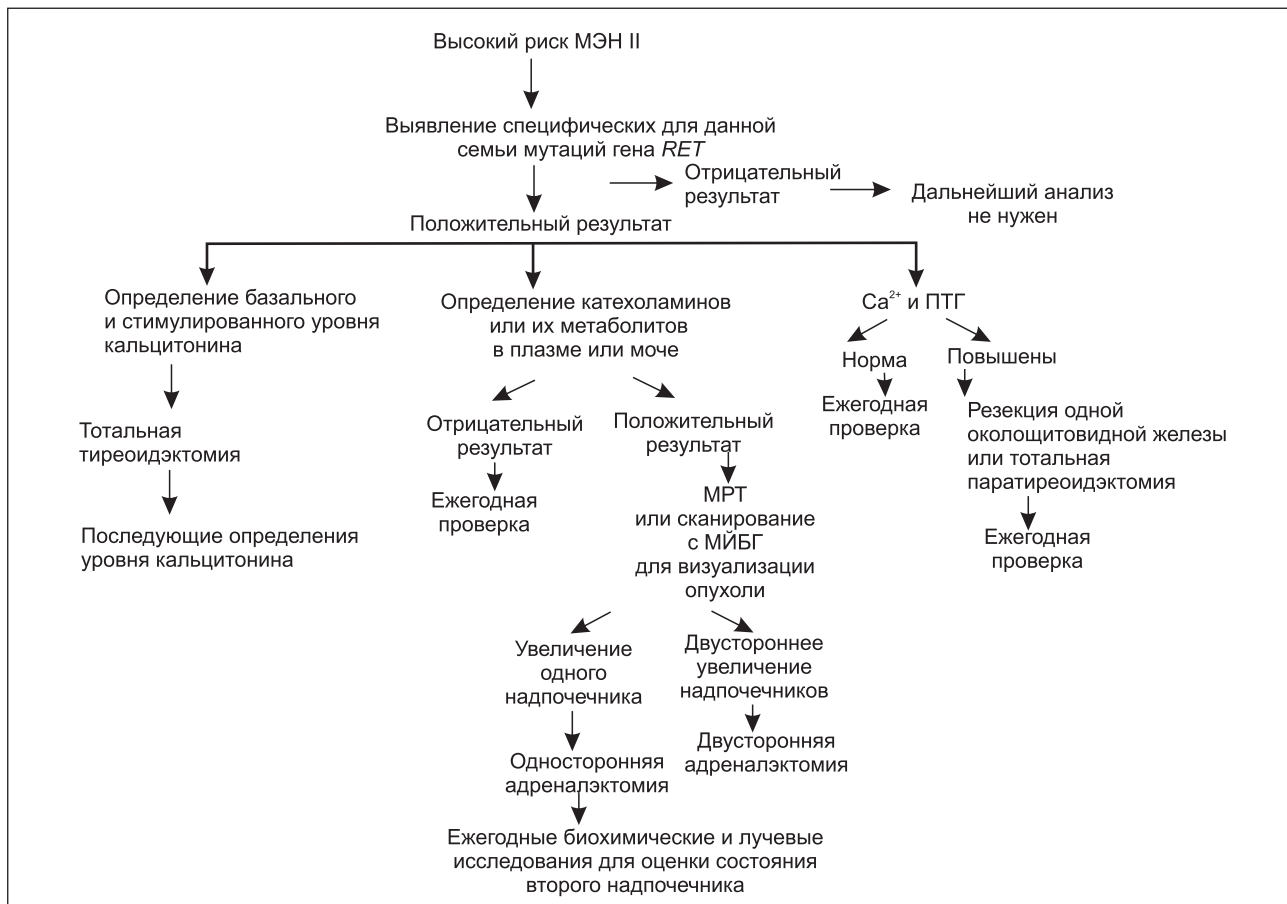 Высокий риск МЭН II
Выявление специфических для данной
семьи мутаций гена RET
Отрицательный
результат
Дальнейший анализ
не нужен
Положительный результат
Определение базального
и стимулированного уровня
кальцитонина
Тотальная
тиреоидэктомия
Последующие определения
уровня кальцитонина
Определение катехоламинов
или их метаболитов
в плазме или моче
Отрицательный
результат
Ежегодная
проверка
Положительный
результат
МРТ
или сканирование
с МЙБГ
для визуализации
опухоли
Увеличение
одного
надпочечника
Односторонняя
адреналэктомия
Ежегодные биохимические и лучевые
исследования для оценки состояния
второго надпочечника
Двустороннее
увеличение
надпочечников
Двусторонняя
адреналэктомия
Ca²⁺ и ПТГ
Норма
Ежегодная
проверка
Повышены
Резекция одной
околощитовидной железы
или тотальная
паратиреоидэктомия
Ежегодная
проверка